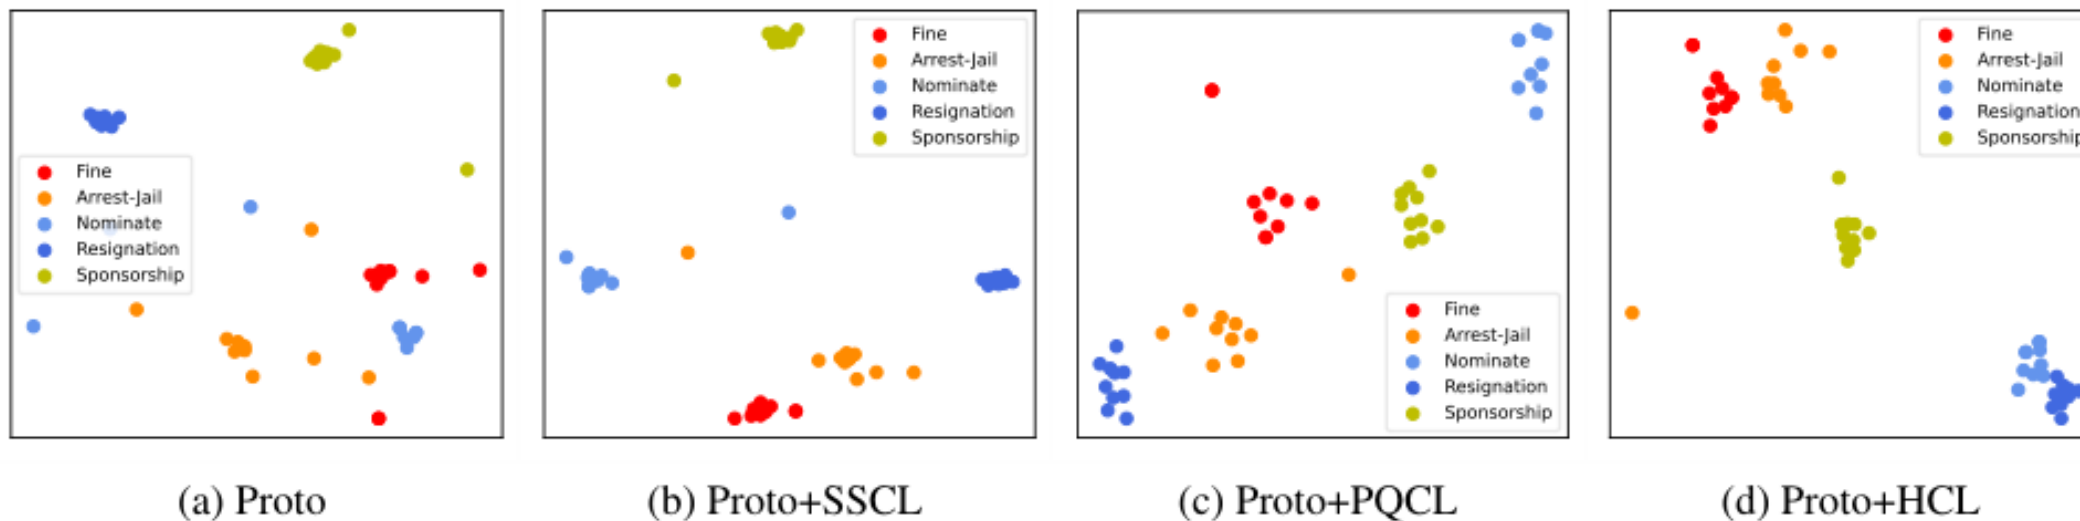 Fine
Arrest-Jail
Nominate
Resignation
Sponsorship
Fine
Arrest-Jail
Nominate
Resignation
Sponsorship
Fine
Arrest-Jail
Nominate
Resignation
Sponsorship
Fine
Arrest-Jail
Nominate
Resignation
Sponsorship
(a) Proto
(b) Proto+SSCL
(c) Proto+PQCL
(d) Proto+HCL